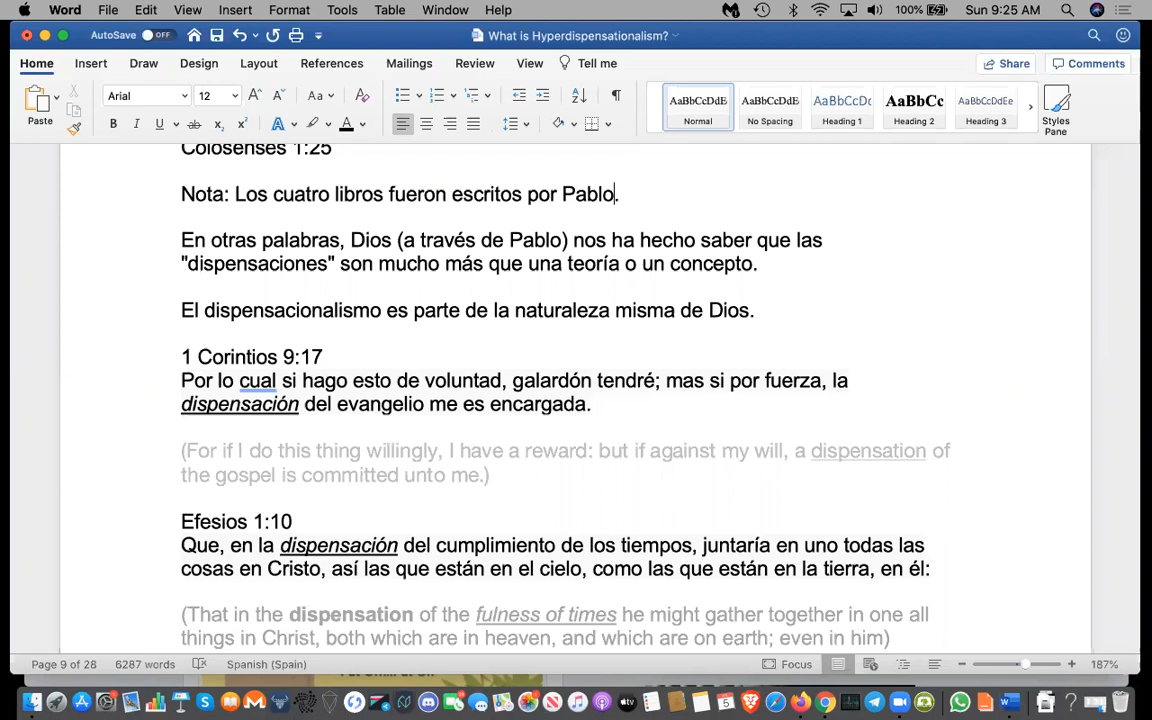 Word File Edit View Insert Format Tools Table Window Help 100% Sun 9:25 AM
AutoSave OFF What is Hyperdispensationalism?
Home Insert Draw Design Layout References Mailings Review View Tell me Share Comments
Paste Arial 12 AaBbCcDdE AaBbCcDdE AaBbCcDc AaBbCc AaBbCcDdEe
Normal No Spacing Heading 1 Heading 2 Heading 3 Styles Pane
Colosenses 1:25
Nota: Los cuatro libros fueron escritos por Pablo.
En otras palabras, Dios (a través de Pablo) nos ha hecho saber que las
"dispensaciones" son mucho más que una teoría o un concepto.
El dispensacionalismo es parte de la naturaleza misma de Dios.
1 Corintios 9:17
Por lo cual si hago esto de voluntad, galardón tendré; mas si por fuerza, la
dispensación del evangelio me es encargada.
(For if I do this thing willingly, I have a reward: but if against my will, a dispensation of
the gospel is committed unto me.)
Efesios 1:10
Que, en la dispensación del cumplimiento de los tiempos, juntaría en uno todas las
cosas en Cristo, así las que están en el cielo, como las que están en la tierra, en él:
(That in the dispensation of the fulness of times he might gather together in one all
things in Christ, both which are in heaven, and which are on earth; even in him)
Page 9 of 28 6287 words Spanish (Spain) Focus 187%